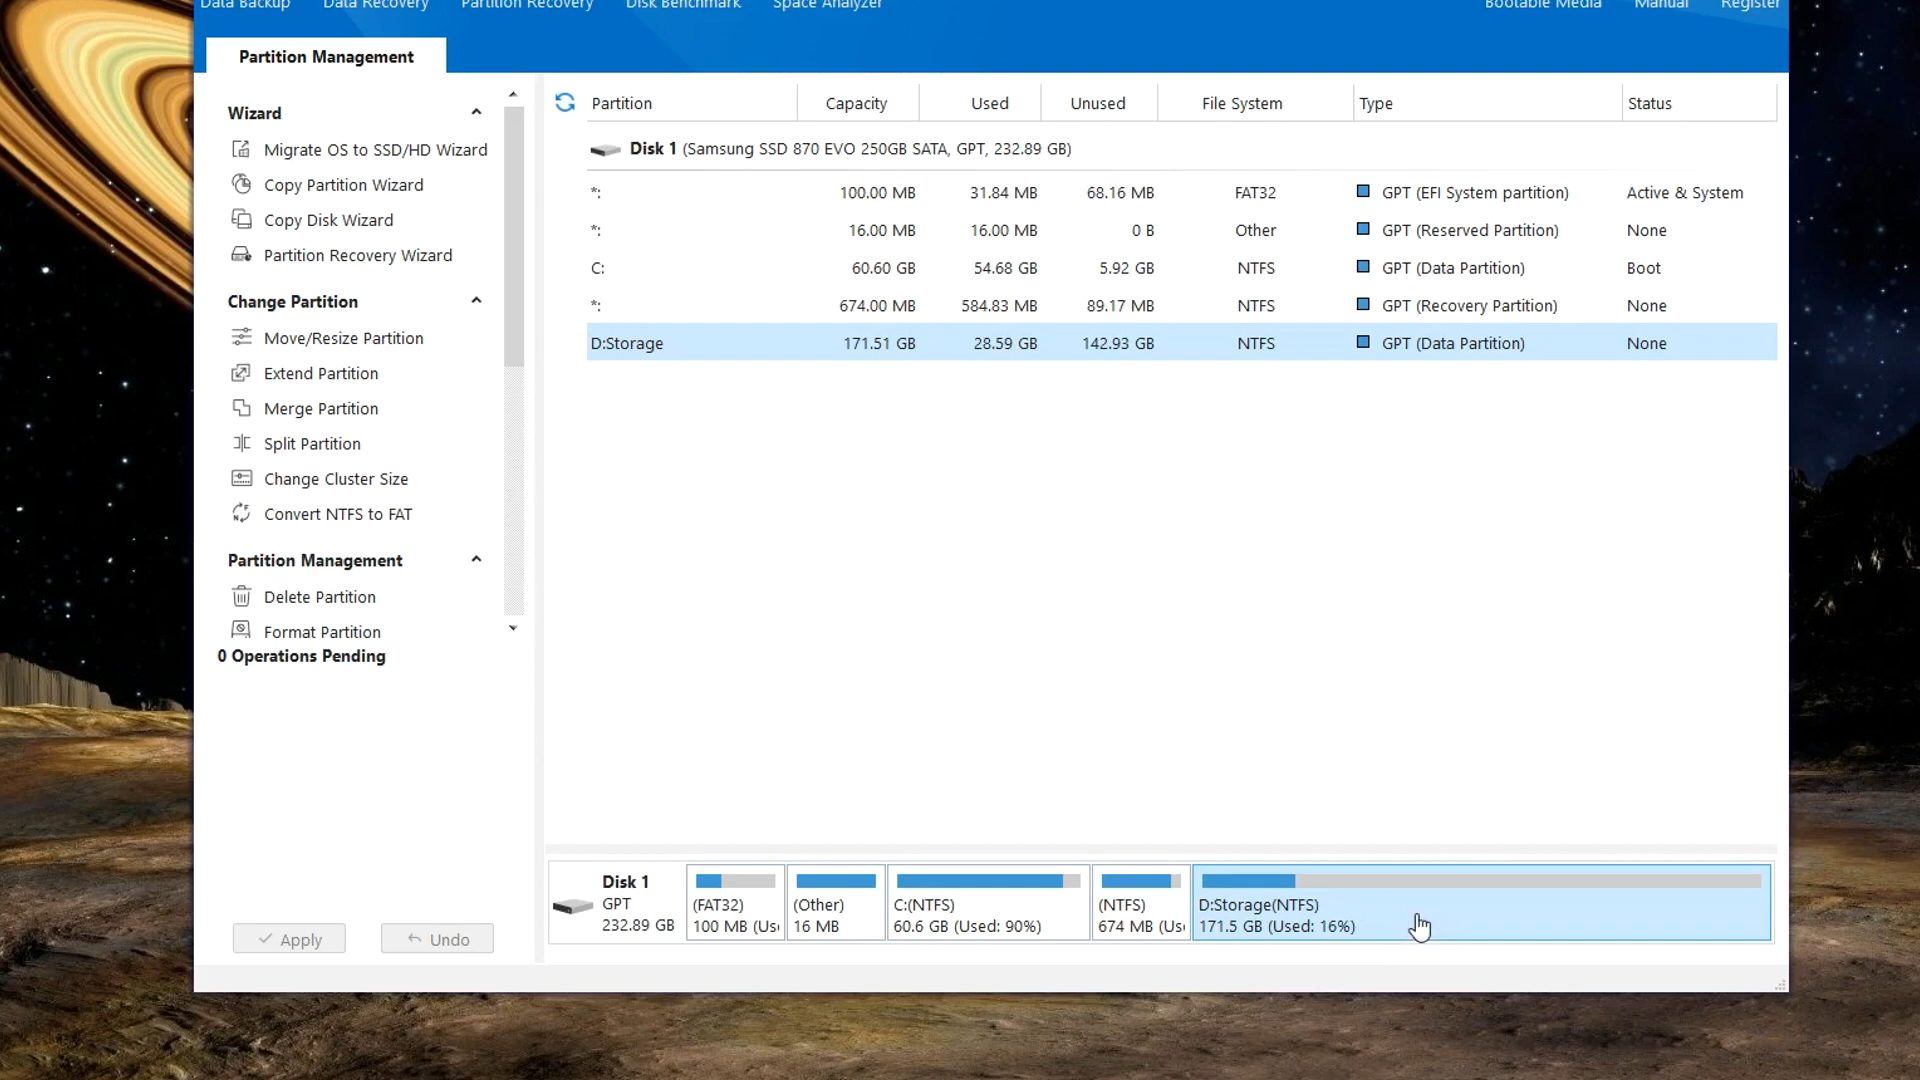 Data Backup Data Recovery Partition Recovery Disk Benchmark Space Analyzer Bootable Media Manual Register
Partition Management
Wizard
Migrate OS to SSD/HD Wizard
Copy Partition Wizard
Copy Disk Wizard
Partition Recovery Wizard
Change Partition
Move/Resize Partition
Extend Partition
Merge Partition
Split Partition
Change Cluster Size
Convert NTFS to FAT
Partition Management
Delete Partition
Format Partition
0 Operations Pending
Apply Undo
Partition Capacity Used Unused File System Type Status
Disk 1 (Samsung SSD 870 EVO 250GB SATA, GPT, 232.89 GB)
*: 100.00 MB 31.84 MB 68.16 MB FAT32 GPT (EFI System partition) Active & System
*: 16.00 MB 16.00 MB 0 B Other GPT (Reserved Partition) None
C: 60.60 GB 54.68 GB 5.92 GB NTFS GPT (Data Partition) Boot
*: 674.00 MB 584.83 MB 89.17 MB NTFS GPT (Recovery Partition) None
D:Storage 171.51 GB 28.59 GB 142.93 GB NTFS GPT (Data Partition) None
Disk 1
GPT
232.89 GB
(FAT32)
100 MB (Us
(Other)
16 MB
C:(NTFS)
60.6 GB (Used: 90%)
(NTFS)
674 MB (Us
D:Storage(NTFS)
171.5 GB (Used: 16%)